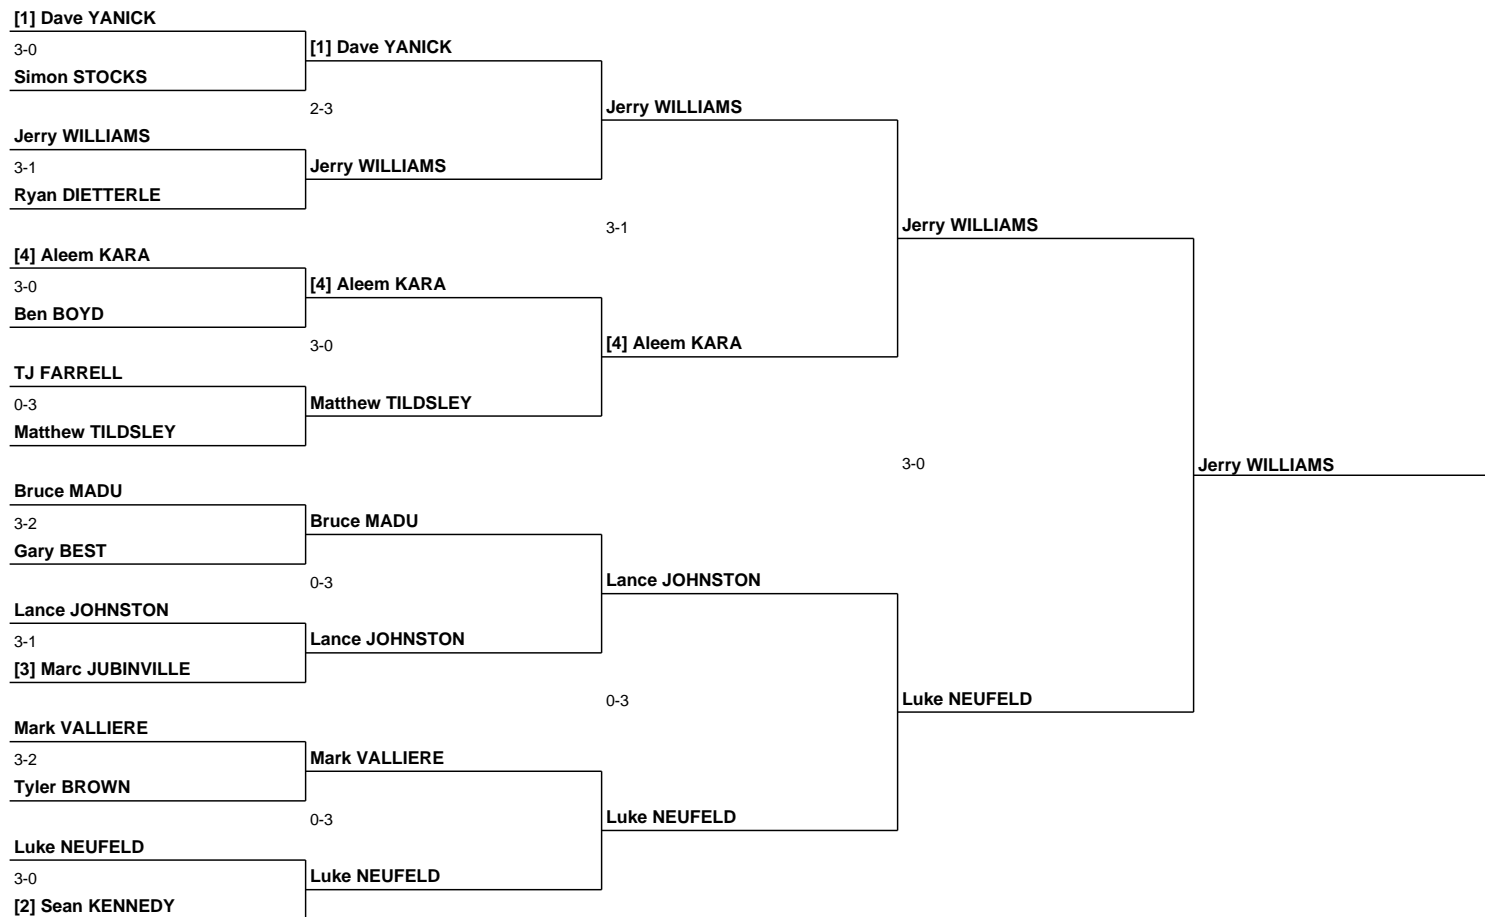 [1] Dave YANICK
3-0
[1] Dave YANICK
Simon STOCKS
2-3
Jerry WILLIAMS
Jerry WILLIAMS
3-1
Jerry WILLIAMS
Ryan DIETTERLE
3-1
Jerry WILLIAMS
[4] Aleem KARA
3-0
[4] Aleem KARA
Ben BOYD
3-0
[4] Aleem KARA
TJ FARRELL
0-3
Matthew TILDSLEY
Matthew TILDSLEY
3-0
Jerry WILLIAMS
Bruce MADU
3-2
Bruce MADU
Gary BEST
0-3
Lance JOHNSTON
Lance JOHNSTON
3-1
Lance JOHNSTON
[3] Marc JUBINVILLE
0-3
Luke NEUFELD
Mark VALLIERE
3-2
Mark VALLIERE
Tyler BROWN
0-3
Luke NEUFELD
Luke NEUFELD
3-0
Luke NEUFELD
[2] Sean KENNEDY